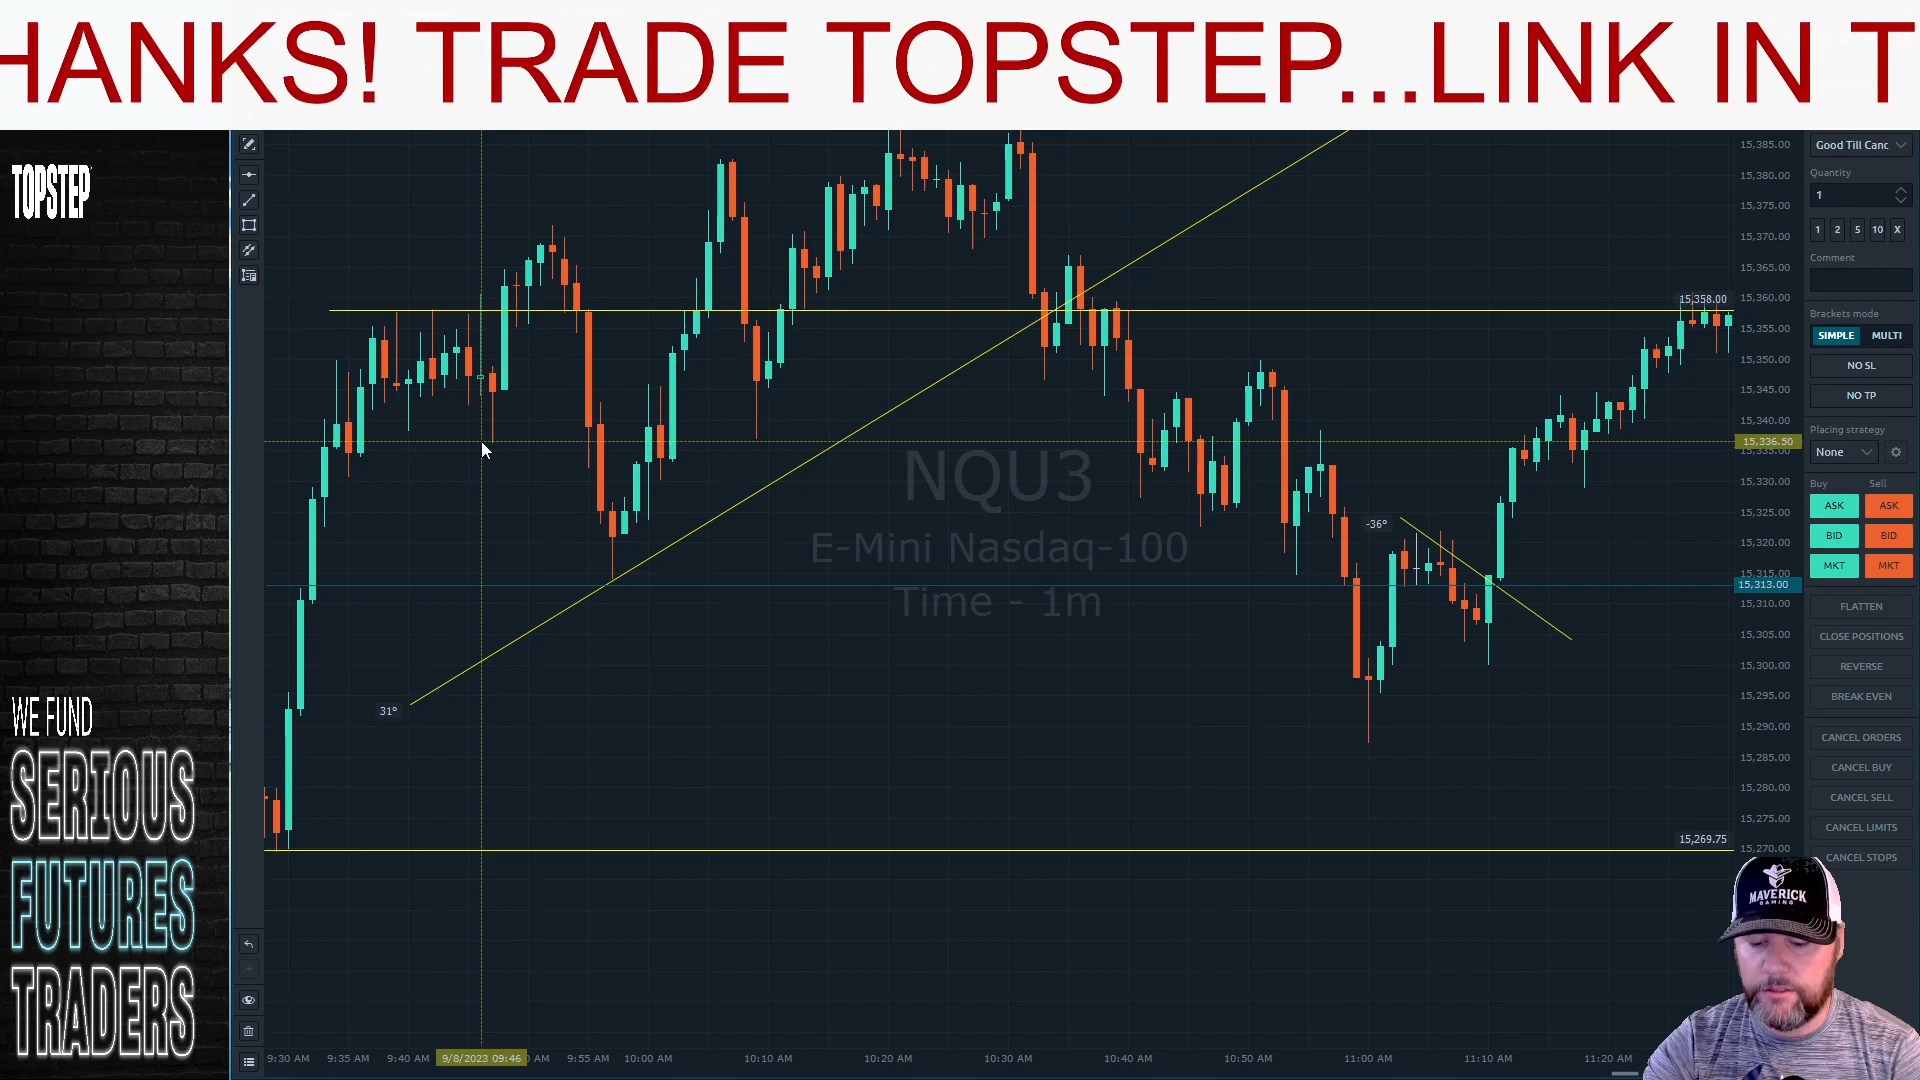 HANKS! TRADE TOPSTEP...LINK IN T
TOPSTEP
WE FUND
SERIOUS
FUTURES
TRADERS
NQU3
E-Mini Nasdaq-100
Time - 1m
31°
-36°
15,358.00
15,269.75
15,385.00
15,380.00
15,375.00
15,370.00
15,365.00
15,360.00
15,355.00
15,350.00
15,345.00
15,340.00
15,336.50
15,335.00
15,330.00
15,325.00
15,320.00
15,315.00
15,313.00
15,310.00
15,305.00
15,300.00
15,295.00
15,290.00
15,285.00
15,280.00
15,275.00
15,270.00
9:30 AM 9:35 AM 9:40 AM 9/8/2023 09:46 AM 9:55 AM 10:00 AM 10:10 AM 10:20 AM 10:30 AM 10:40 AM 10:50 AM 11:00 AM 11:10 AM 11:20 AM
Good Till Canc
Quantity
1
1 2 5 10 X
Comment
Brackets mode
SIMPLE MULTI
NO SL
NO TP
Placing strategy
None
Buy Sell
ASK ASK
BID BID
MKT MKT
FLATTEN
CLOSE POSITIONS
REVERSE
BREAK EVEN
CANCEL ORDERS
CANCEL BUY
CANCEL SELL
CANCEL LIMITS
CANCEL STOPS
MAVERICK
GAMING